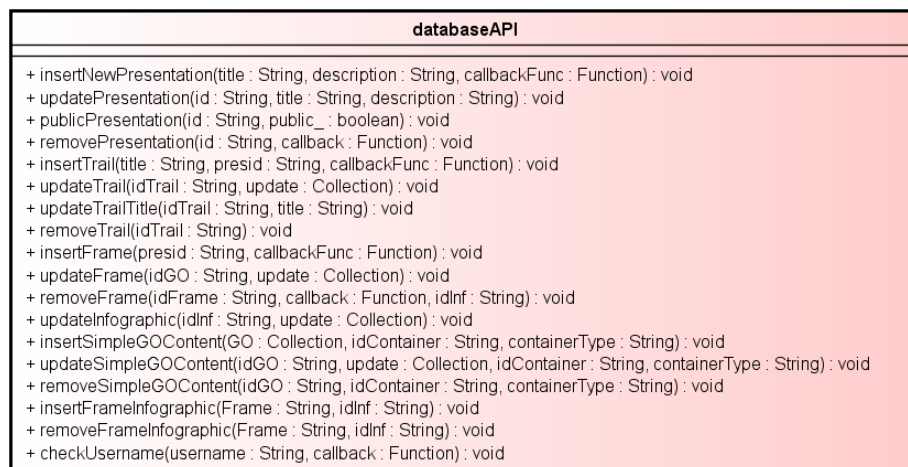 databaseAPI
+ insertNewPresentation(title : String, description : String, callbackFunc : Function) : void
+ updatePresentation(id : String, title : String, description : String) : void
+ publicPresentation(id : String, public_ : boolean) : void
+ removePresentation(id : String, callback : Function) : void
+ insertTrail(title : String, presid : String, callbackFunc : Function) : void
+ updateTrail(idTrail : String, update : Collection) : void
+ updateTrailTitle(idTrail : String, title : String) : void
+ removeTrail(idTrail : String) : void
+ insertFrame(presid : String, callbackFunc : Function) : void
+ updateFrame(idGO : String, update : Collection) : void
+ removeFrame(idFrame : String, callback : Function, idInf : String) : void
+ updateInfographic(idInf : String, update : Collection) : void
+ insertSimpleGOContent(GO : Collection, idContainer : String, containerType : String) : void
+ updateSimpleGOContent(idGO : String, update : Collection, idContainer : String, containerType : String) : void
+ removeSimpleGOContent(idGO : String, idContainer : String, containerType : String) : void
+ insertFrameInfographic(Frame : String, idInf : String) : void
+ removeFrameInfographic(Frame : String, idInf : String) : void
+ checkUsername(username : String, callback : Function) : void